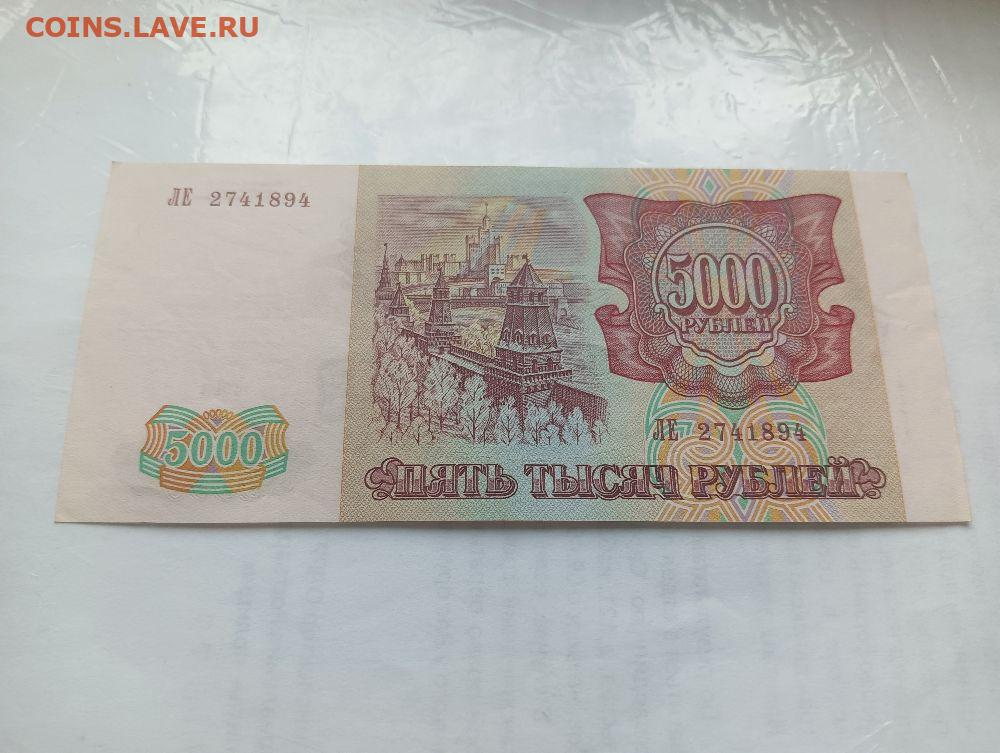 COINS.LAVE.RU
ЛЕ 2741894
5000
РУБЛЕЙ
ЛЕ 2741894
5000
ПЯТЬ ТЫСЯЧ РУБЛЕЙ